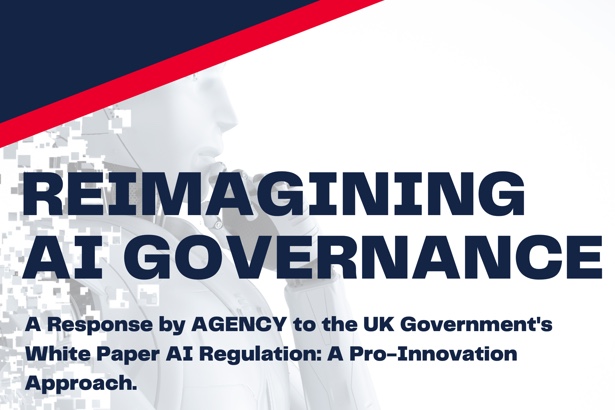 REIMAGINING
AI GOVERNANCE
A Response by AGENCY to the UK Government's
White Paper AI Regulation: A Pro-Innovation
Approach.